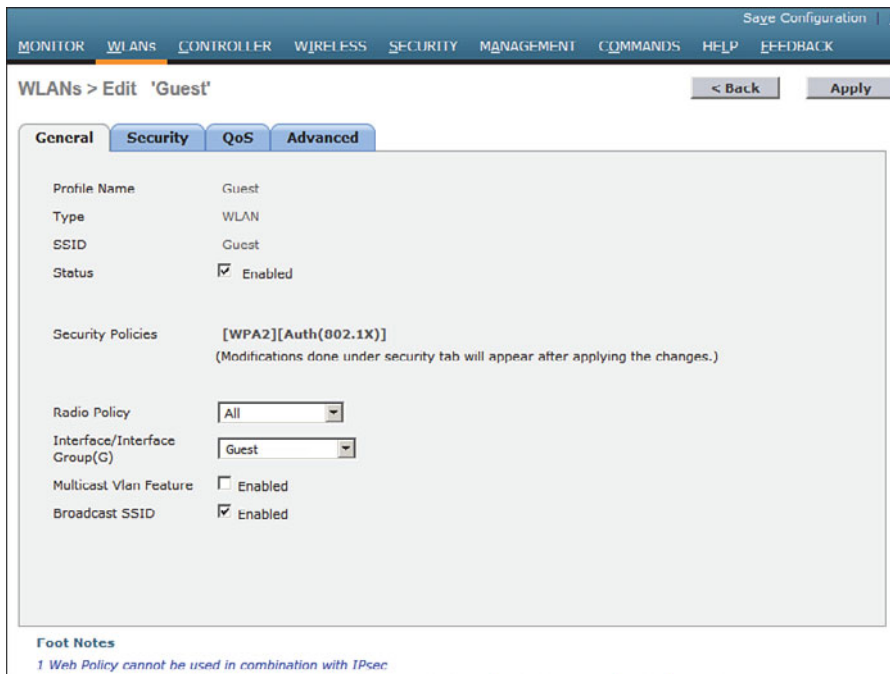 Save Configuration
MONITOR WLANs CONTROLLER WIRELESS SECURITY MANAGEMENT COMMANDS HELP FEEDBACK
WLANs > Edit 'Guest'
< Back Apply
General Security QoS Advanced
Profile Name Guest
Type WLAN
SSID Guest
Status Enabled
Security Policies [WPA2][Auth(802.1X)]
(Modifications done under security tab will appear after applying the changes.)
Radio Policy All
Interface/Interface
Group(G) Guest
Multicast Vlan Feature Enabled
Broadcast SSID Enabled
Foot Notes
1 Web Policy cannot be used in combination with IPsec